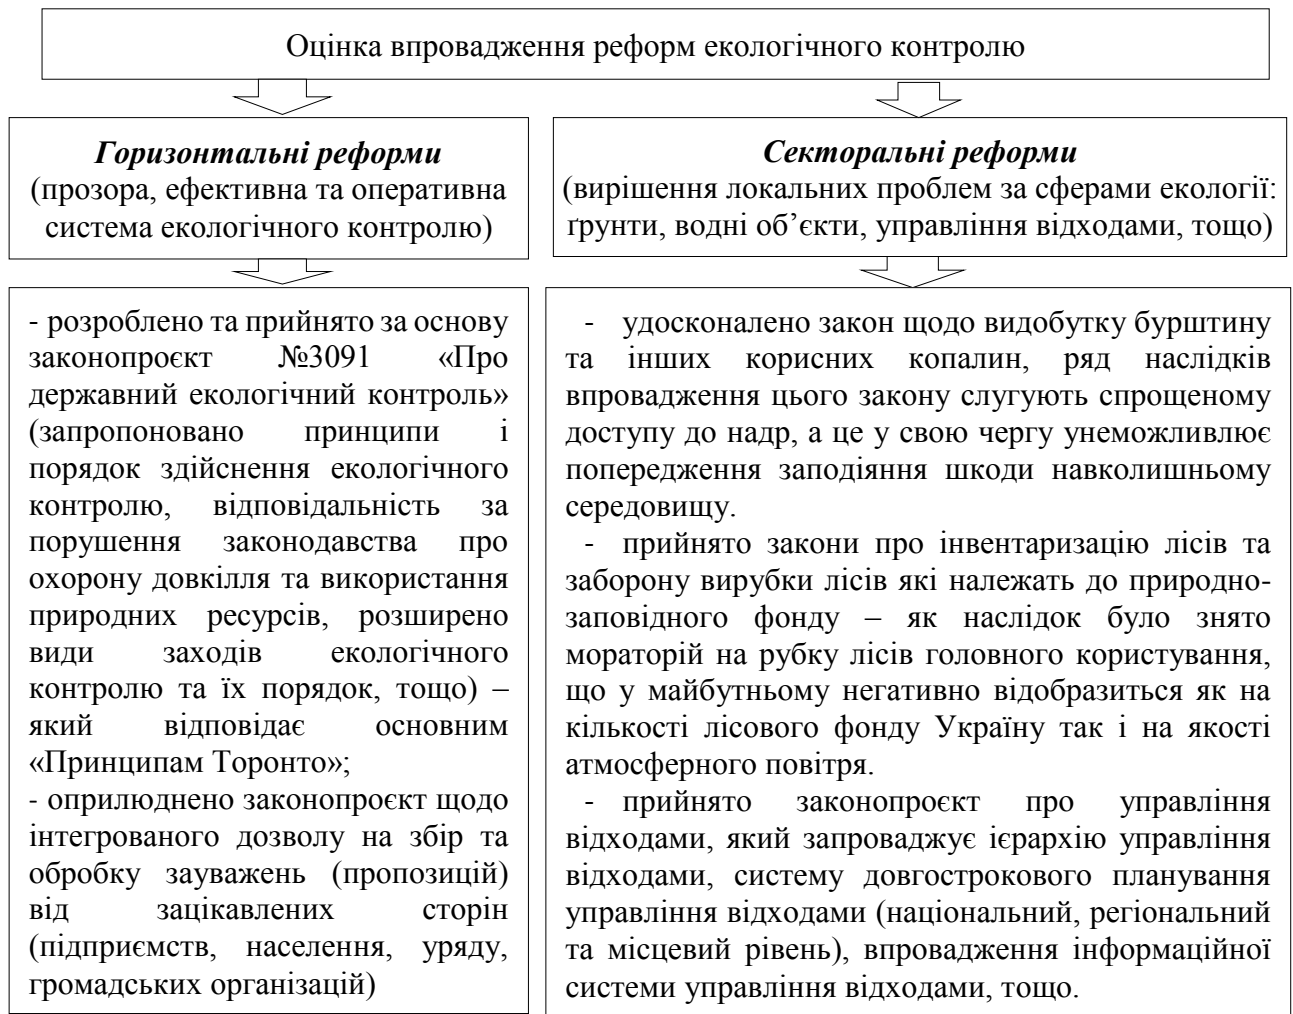 Оцінка впровадження реформ екологічного контролю
Горизонтальні реформи
(прозора, ефективна та оперативна
система екологічного контролю)
Секторальні реформи
(вирішення локальних проблем за сферами екології:
ґрунти, водні об’єкти, управління відходами, тощо)
- розроблено та прийнято за основу
законопроєкт №3091 «Про
державний екологічний контроль»
(запропоновано принципи і
порядок здійснення екологічного
контролю, відповідальність за
порушення законодавства про
охорону довкілля та використання
природних ресурсів, розширено
види заходів екологічного
контролю та їх порядок, тощо) –
який відповідає основним
«Принципам Торонто»;
- оприлюднено законопроєкт щодо
інтегрованого дозволу на збір та
обробку зауважень (пропозицій)
від зацікавлених сторін
(підприємств, населення, уряду,
громадських організацій)
- удосконалено закон щодо видобутку бурштину
та інших корисних копалин, ряд наслідків
впровадження цього закону слугують спрощеному
доступу до надр, а це у свою чергу унеможливлює
попередження заподіяння шкоди навколишньому
середовищу.
- прийнято закони про інвентаризацію лісів та
заборону вирубки лісів які належать до природно-
заповідного фонду – як наслідок було знято
мораторій на рубку лісів головного користування,
що у майбутньому негативно відобразиться як на
кількості лісового фонду Україну так і на якості
атмосферного повітря.
- прийнято законопроєкт про управління
відходами, який запроваджує ієрархію управління
відходами, систему довгострокового планування
управління відходами (національний, регіональний
та місцевий рівень), впровадження інформаційної
системи управління відходами, тощо.